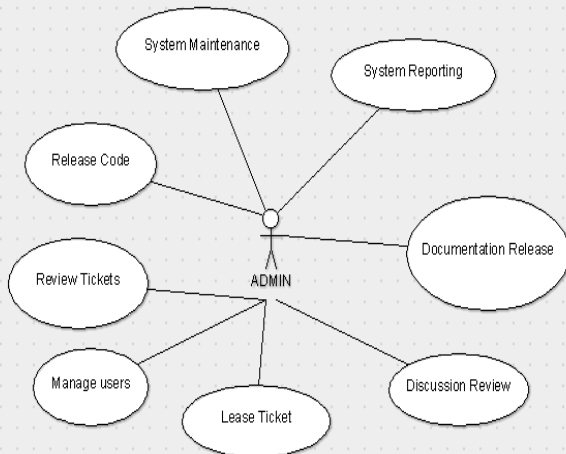 System Maintenance
System Reporting
Release Code
Documentation Release
Review Tickets
ADMIN
Manage users
Discussion Review
Lease Ticket